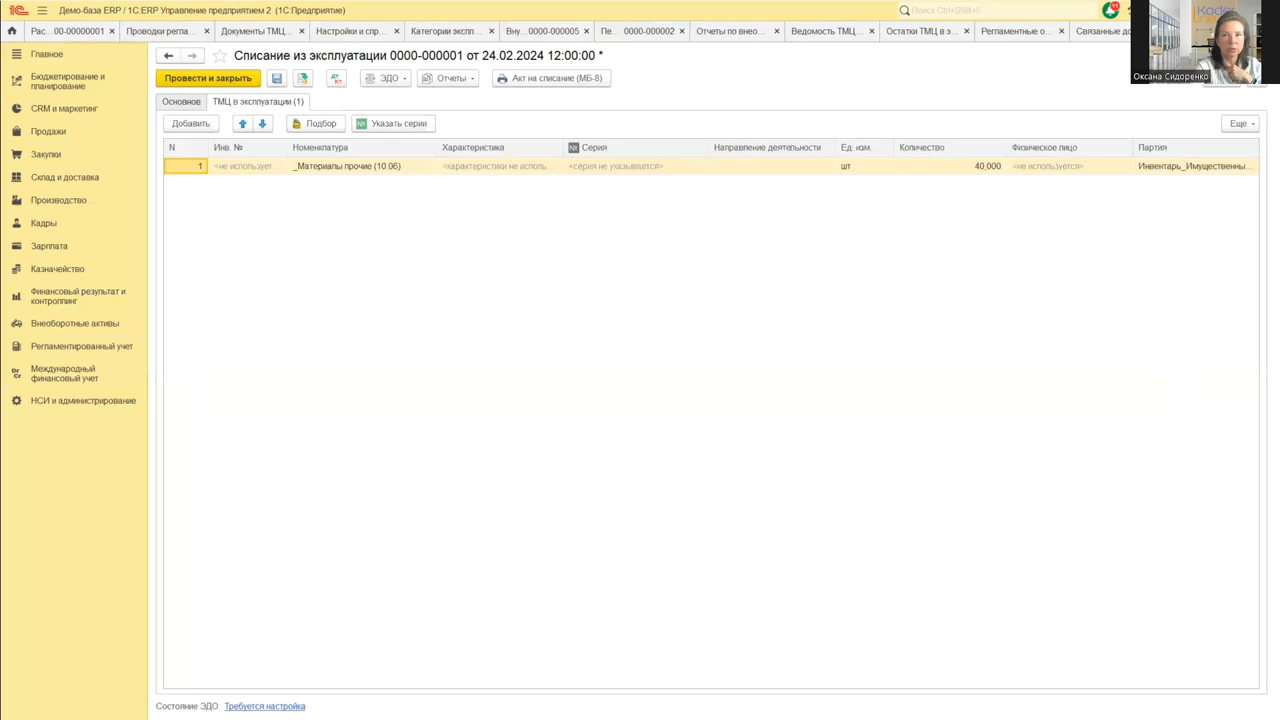 Демо-база ERP / 1С:ERP Управление предприятием 2 (1С:Предприятие)
Поиск Ctrl+Shift+F
11
Рас...00-00000001
Проводки регла...
Документы ТМЦ...
Настройки и спр...
Категории экспл...
Вну...0000-000005
Пе... 0000-000002
Отчеты по внео...
Ведомость ТМЦ...
Остатки ТМЦ в э...
Регламентные о...
Связанные до
Оксана Сидоренко
Главное
Бюджетирование и
планирование
CRM и маркетинг
Продажи
Закупки
Склад и доставка
Производство
Кадры
Зарплата
Казначейство
Финансовый результат и
контроллинг
Внеоборотные активы
Регламентированный учет
Международный
финансовый учет
НСИ и администрирование
Списание из эксплуатации 0000-000001 от 24.02.2024 12:00:00 *
Провести и закрыть
ЭДО
Отчеты
Акт на списание (МБ-8)
Основное
ТМЦ в эксплуатации (1)
Добавить
Подбор
Указать серии
Еще
N Инв. № Номенклатура Характеристика Серия Направление деятельности Ед. изм. Количество Физическое лицо Партия
1 <не использует... _Материалы прочие (10.06) <характеристики не исполь... <серия не указывается> шт 40,000 <не используется> Инвентарь_Имущественны...
Состояние ЭДО: Требуется настройка